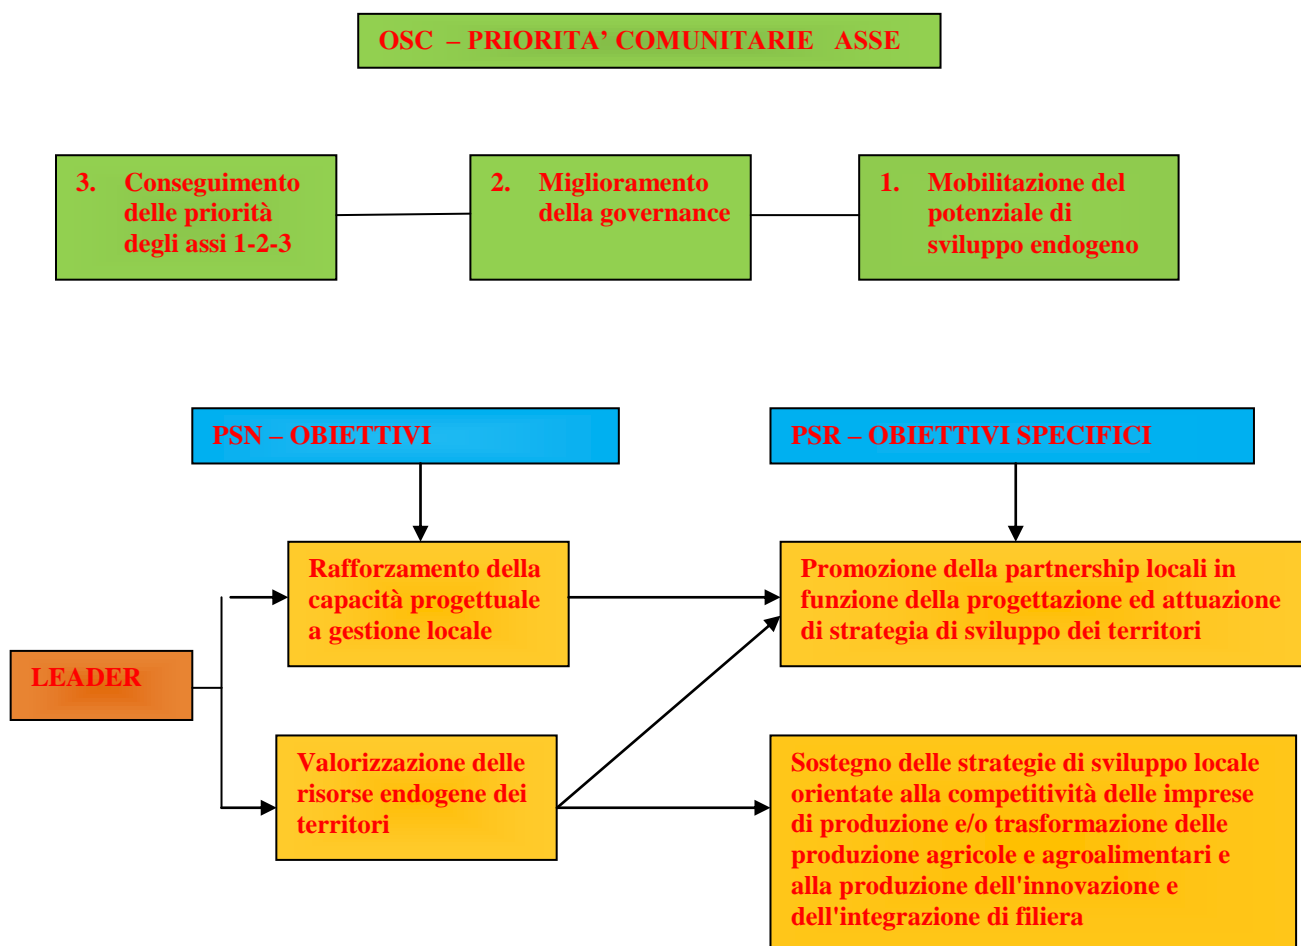 OSC – PRIORITA’ COMUNITARIE ASSE
3. Conseguimento
delle priorità
degli assi 1-2-3
2. Miglioramento
della governance
1. Mobilitazione del
potenziale di
sviluppo endogeno
PSN – OBIETTIVI
PSR – OBIETTIVI SPECIFICI
Rafforzamento della
capacità progettuale
a gestione locale
Promozione della partnership locali in
funzione della progettazione ed attuazione
di strategia di sviluppo dei territori
LEADER
Valorizzazione delle
risorse endogene dei
territori
Sostegno delle strategie di sviluppo locale
orientate alla competitività delle imprese
di produzione e/o trasformazione delle
produzione agricole e agroalimentari e
alla produzione dell'innovazione e
dell'integrazione di filiera